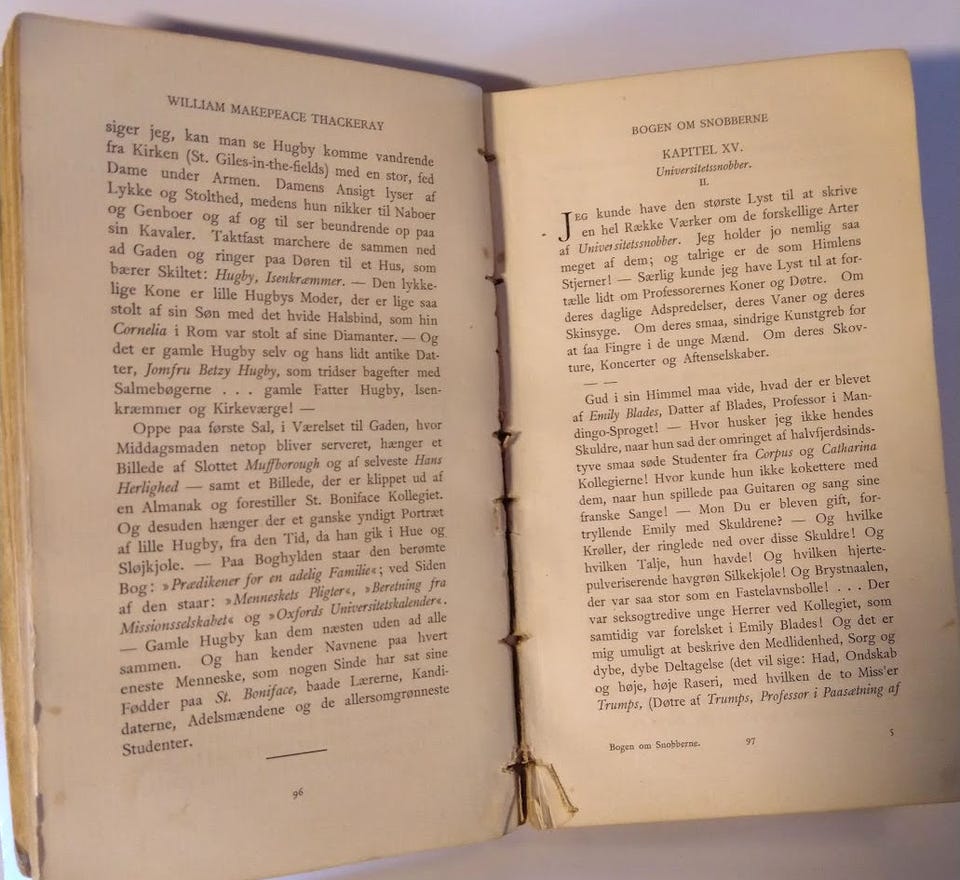 WILLIAM MAKEPEACE THACKERAY
siger jeg, kan man se Hugby komme vandrende
fra Kirken (St. Giles-in-the-fields) med en stor, fed
Dame under Armen. Damens Ansigt lyser af
Lykke og Stolthed, medens hun nikker til Naboer
og Genboer og af og til ser beundrende op paa
sin Kavaler. Taktfast marchere de sammen ned
ad Gaden og ringer paa Døren til et Hus, som
bærer Skiltet: Hugby, Isenkræmmer. — Den lykke-
lige Kone er lille Hugbys Moder, der er lige saa
stolt af sin Søn med det hvide Halsbind, som hin
Cornelia i Rom var stolt af sine Diamanter. — Og
det er gamle Hugby selv og hans lidt antike Dat-
ter, Jomfru Betzy Hugby, som tridser bagefter med
Salmebøgerne . . . gamle Fatter Hugby, Isen-
kræmmer og Kirkeværge! —
Oppe paa første Sal, i Værelset til Gaden, hvor
Middagsmaden netop bliver serveret, hænger et
Billede af Slottet Muffborough og af selveste Hans
Herlighed — samt et Billede, der er klippet ud af
en Almanak og forestiller St. Boniface Kollegiet.
Og desuden hænger der et ganske yndigt Portræt
af lille Hugby, fra den Tid, da han gik i Hue og
Sløjkjole. — Paa Boghylden staar den berømte
Bog: »Prædikener for en adelig Familie«; ved Siden
af den staar: »Menneskets Pligter«, »Beretning fra
Missionsselskabet« og »Oxfords Universitetskalender«.
— Gamle Hugby kan dem næsten uden ad alle
sammen. Og han kender Navnene paa hvert
eneste Menneske, som nogen Sinde har sat sine
Fødder paa St. Boniface, baade Lærerne, Kandi-
daterne, Adelsmændene og de allersomgrønneste
Studenter.
96
BOGEN OM SNOBBERNE
KAPITEL XV.
Universitetssnobber.
II.
JEG kunde have den største Lyst til at skrive
en hel Række Værker om de forskellige Arter
af Universitetssnobber. Jeg holder jo nemlig saa
meget af dem; og talrige er de som Himlens
Stjerner! — Særlig kunde jeg have Lyst til at for-
tælle lidt om Professorernes Koner og Døtre. Om
deres daglige Adspredelser, deres Vaner og deres
Skinsyge. Om deres smaa, sindrige Kunstgreb for
at faa Fingre i de unge Mænd. Om deres Skov-
ture, Koncerter og Aftenselskaber.
— —
Gud i sin Himmel maa vide, hvad der er blevet
af Emily Blades, Datter af Blades, Professor i Man-
dingo-Sproget! — Hvor husker jeg ikke hendes
Skuldre, naar hun sad der omringet af halvfjerdsinds-
tyve smaa søde Studenter fra Corpus og Catharina
Kollegierne! Hvor kunde hun ikke kokettere med
dem, naar hun spillede paa Guitaren og sang sine
franske Sange! — Mon Du er bleven gift, for-
tryllende Emily med Skuldrene? — Og hvilke
Krøller, der ringlede ned over disse Skuldre! Og
hvilken Talje, hun havde! Og hvilken hjerte-
pulveriserende havgrøn Silkekjole! Og Brystnaalen,
der var saa stor som en Fastelavnsbolle! . . . Der
var seksogtredive unge Herrer ved Kollegiet, som
samtidig var forelsket i Emily Blades! Og det er
mig umuligt at beskrive den Medlidenhed, Sorg og
dybe, dybe Deltagelse (det vil sige: Had, Ondskab
og høje, høje Raseri, med hvilken de to Miss'er
Trumps, (Døtre af Trumps, Professor i Paasætning af
Bogen om Snobberne.
97
5